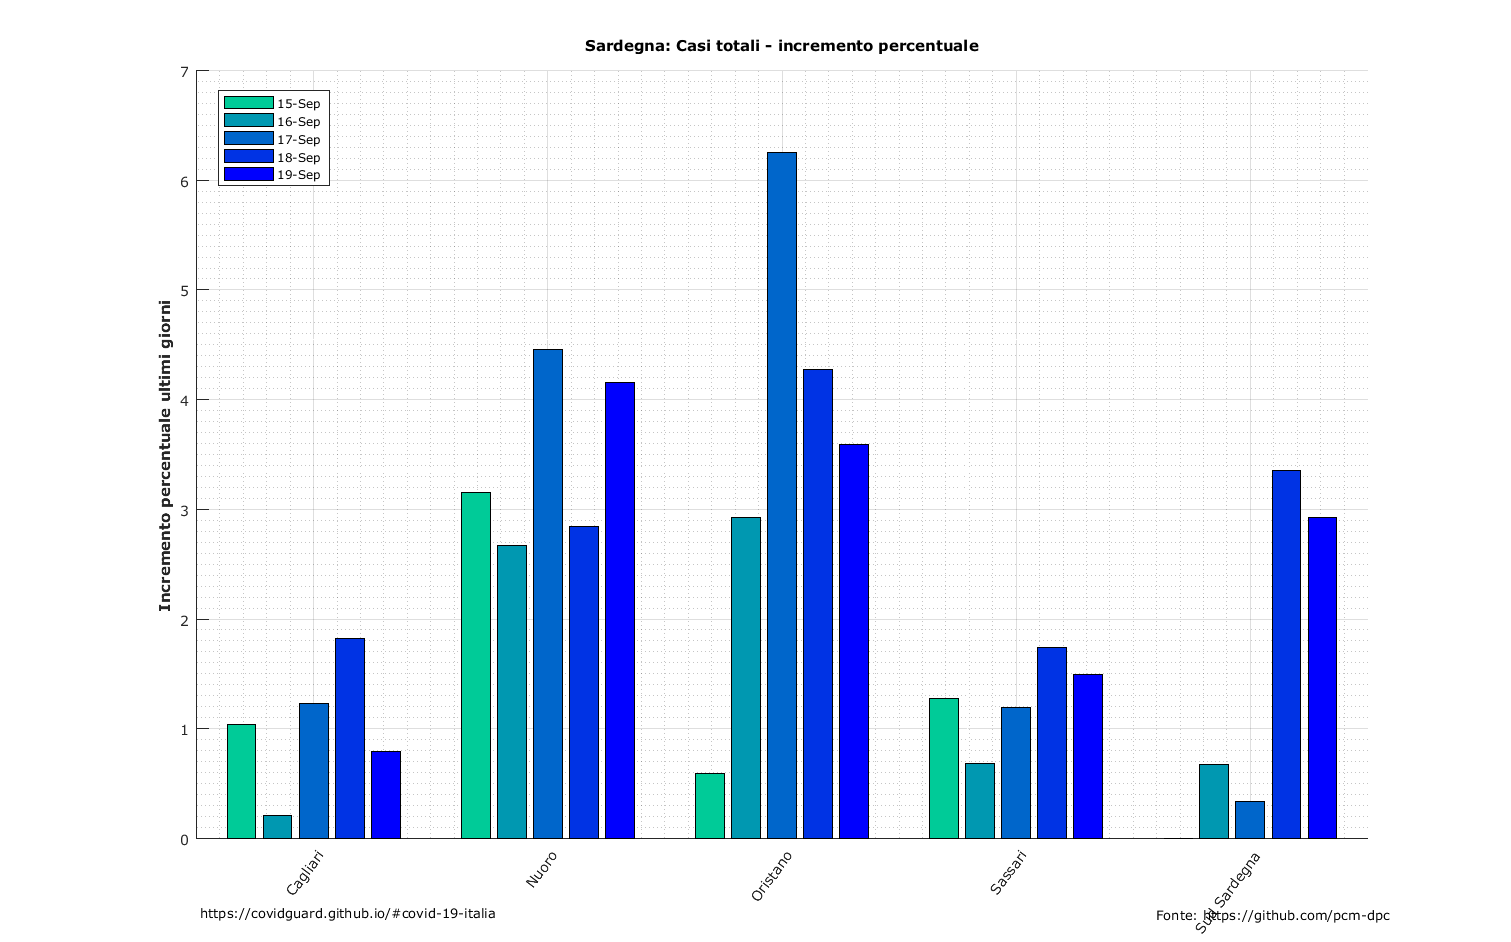 Sardegna: Casi totali - incremento percentuale
7
6
5
4
3
2
1
0
15-Sep
16-Sep
17-Sep
18-Sep
19-Sep
Incremento percentuale ultimi giorni
Cagliari
Nuoro
Oristano
Sassari
Sud Sardegna
https://covidguard.github.io/#covid-19-italia
Fonte: https://github.com/pcm-dpc